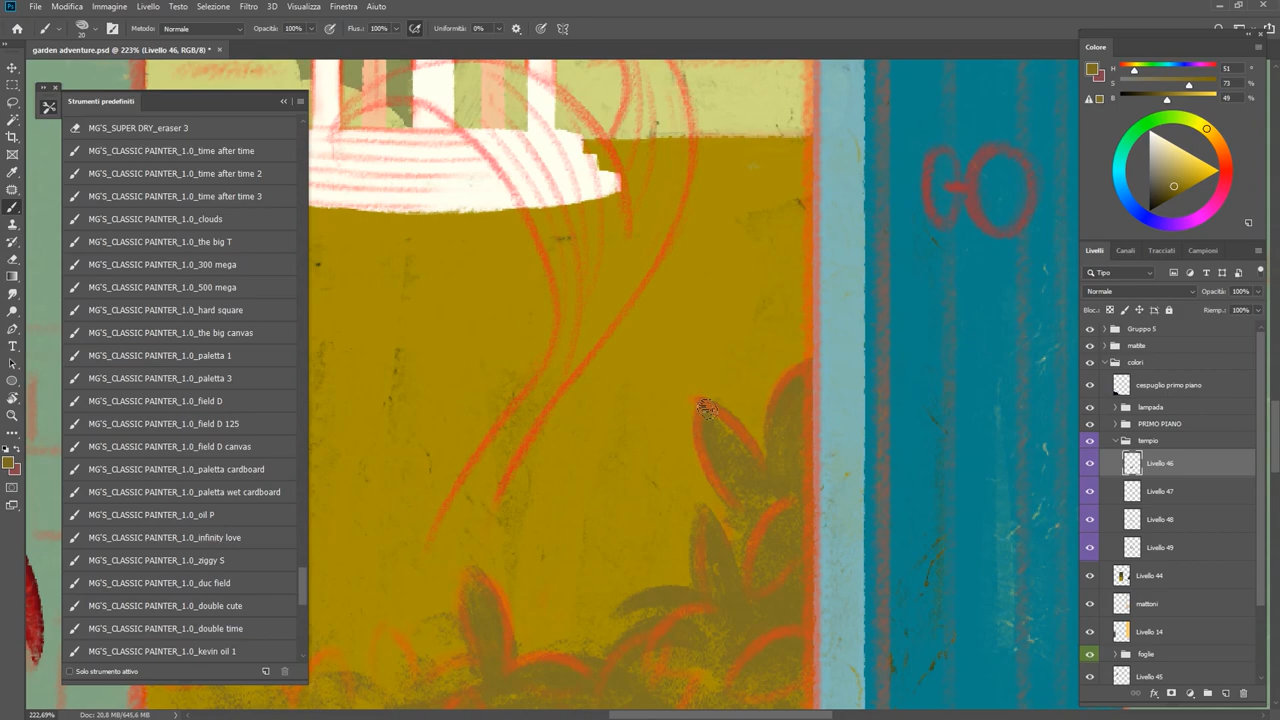 File
Modifica
Immagine
Livello
Testo
Selezione
Filtro
3D
Visualizza
Finestra
Aiuto
20
Metodo:
Normale
Opacità: 100%
Flus.: 100%
Uniformità: 0%
garden adventure.psd @ 223% (Livello 46, RGB/8) *
Strumenti predefiniti
MG'S_SUPER DRY_eraser 3
MG'S_CLASSIC PAINTER_1.0_time after time
MG'S_CLASSIC PAINTER_1.0_time after time 2
MG'S_CLASSIC PAINTER_1.0_time after time 3
MG'S_CLASSIC PAINTER_1.0_clouds
MG'S_CLASSIC PAINTER_1.0_the big T
MG'S_CLASSIC PAINTER_1.0_300 mega
MG'S_CLASSIC PAINTER_1.0_500 mega
MG'S_CLASSIC PAINTER_1.0_hard square
MG'S_CLASSIC PAINTER_1.0_the big canvas
MG'S_CLASSIC PAINTER_1.0_paletta 1
MG'S_CLASSIC PAINTER_1.0_paletta 3
MG'S_CLASSIC PAINTER_1.0_field D
MG'S_CLASSIC PAINTER_1.0_field D 125
MG'S_CLASSIC PAINTER_1.0_field D canvas
MG'S_CLASSIC PAINTER_1.0_paletta cardboard
MG'S_CLASSIC PAINTER_1.0_paletta wet cardboard
MG'S_CLASSIC PAINTER_1.0_oil P
MG'S_CLASSIC PAINTER_1.0_infinity love
MG'S_CLASSIC PAINTER_1.0_ziggy S
MG'S_CLASSIC PAINTER_1.0_duc field
MG'S_CLASSIC PAINTER_1.0_double cute
MG'S_CLASSIC PAINTER_1.0_double time
MG'S_CLASSIC PAINTER_1.0_kevin oil 1
Solo strumento attivo
GO
Colore
H 51 °
S 73 %
B 49 %
Livelli
Canali
Tracciati
Campioni
Tipo
Normale
Opacità: 100%
Bloc.:
Riemp.: 100%
Gruppo 5
matite
colori
cespuglio primo piano
lampada
PRIMO PIANO
tempio
Livello 46
Livello 47
Livello 48
Livello 49
Livello 44
mattoni
Livello 14
foglie
Livello 45
222,69%
Doc: 20,8 MB/645,6 MB